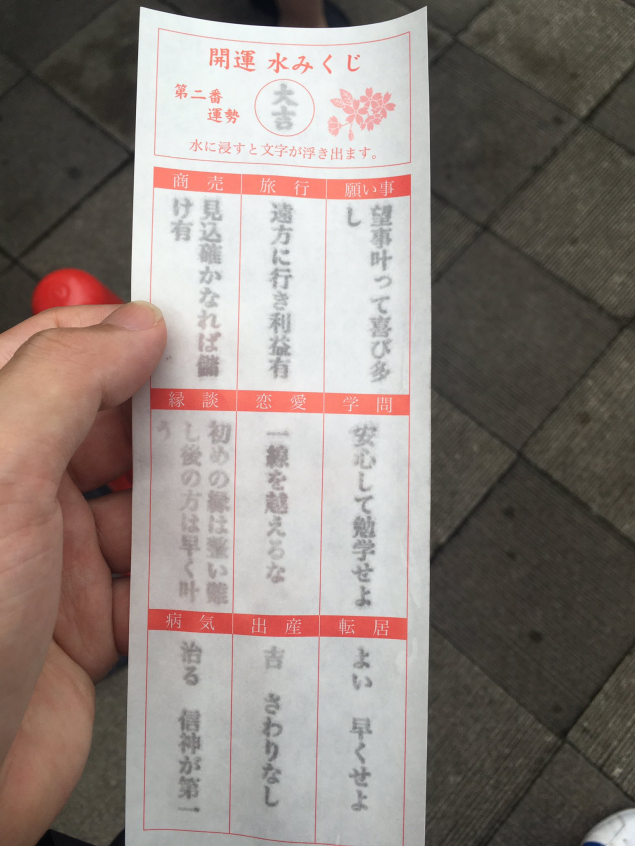 開運 水みくじ
第二番
運勢
大吉
水に浸すと文字が浮き出ます。
願い事
望事叶って喜び多
し
旅行
遠方に行き利益有
商売
見込確かなれば儲
け有
学問
安心して勉学せよ
恋愛
一線を越えるな
縁談
初めの縁は整い難
し後の方は早く叶
う
転居
よい 早くせよ
出産
吉 さわりなし
病気
治る 信神が第一